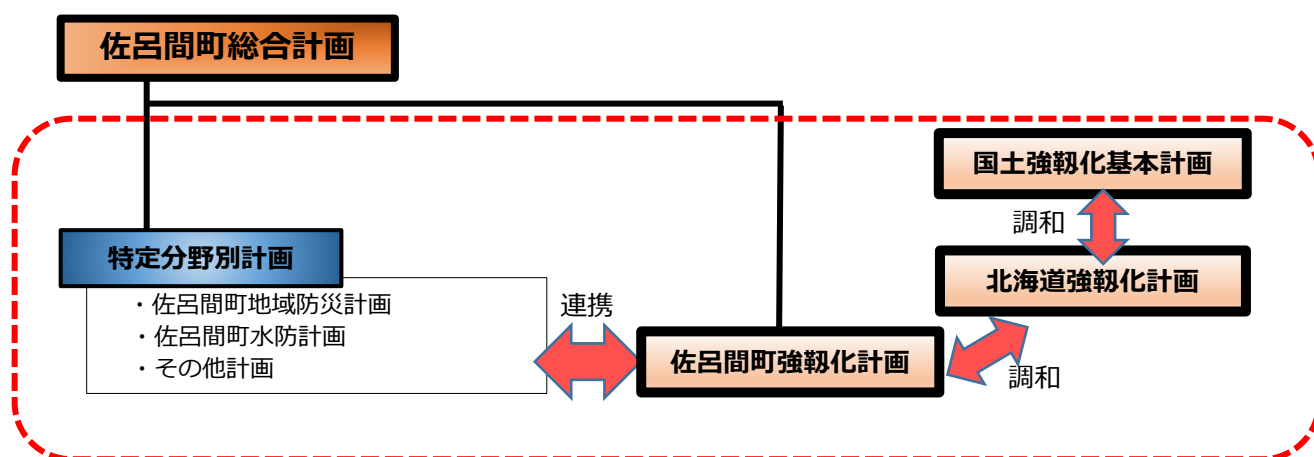 佐呂間町総合計画
国土強靱化基本計画
調和
特定分野別計画
北海道強靱化計画
・佐呂間町地域防災計画
・佐呂間町水防計画
・その他計画
連携
佐呂間町強靱化計画
調和